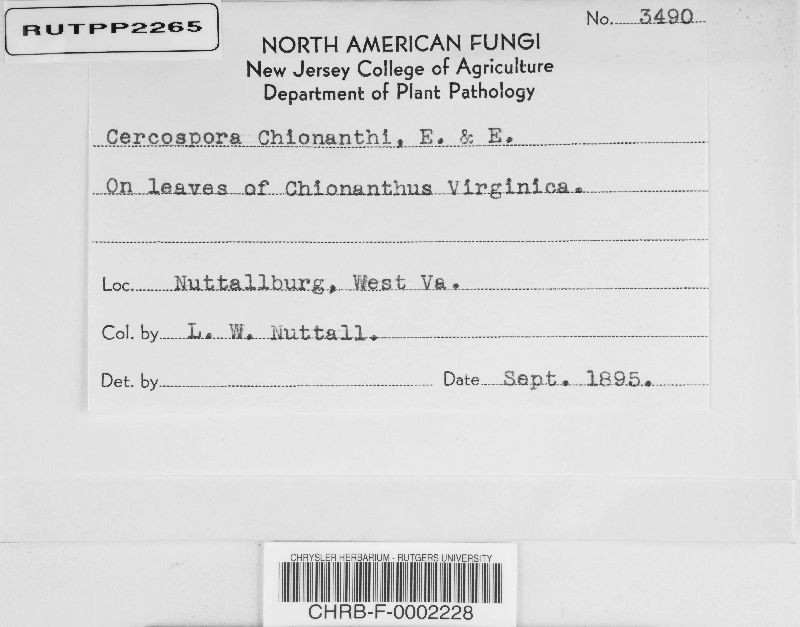 RUTPP2265
No. 3490
NORTH AMERICAN FUNGI
New Jersey College of Agriculture
Department of Plant Pathology
Cercospora Chionanthi, E. & E.
On leaves of Chionanthus Virginica.
Loc. Nuttallburg, West Va.
Col. by L. W. Nuttall.
Det. by Date Sept. 1895.
CHRYSLER HERBARIUM - RUTGERS UNIVERSITY
CHRB-F-0002228